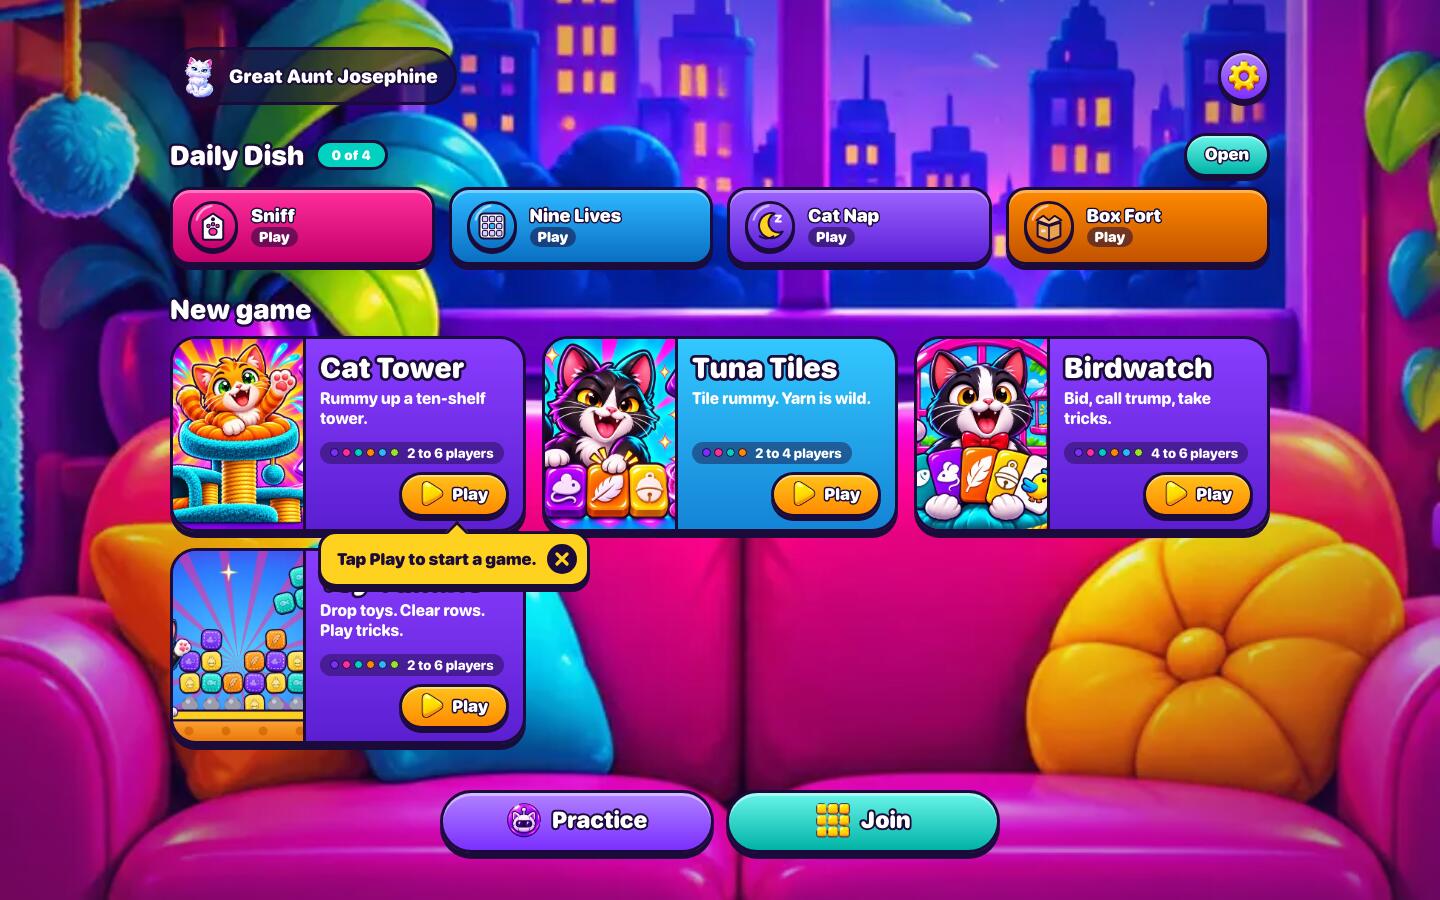 Great Aunt Josephine
Daily Dish
0 of 4
Open
Sniff
Play
Nine Lives
Play
Cat Nap
Play
Box Fort
Play
New game
Cat Tower
Rummy up a ten-shelf
tower.
2 to 6 players
Play
Tuna Tiles
Tile rummy. Yarn is wild.
2 to 4 players
Play
Birdwatch
Bid, call trump, take
tricks.
4 to 6 players
Play
Tap Play to start a game.
Drop toys. Clear rows.
Play tricks.
2 to 6 players
Play
Practice
Join